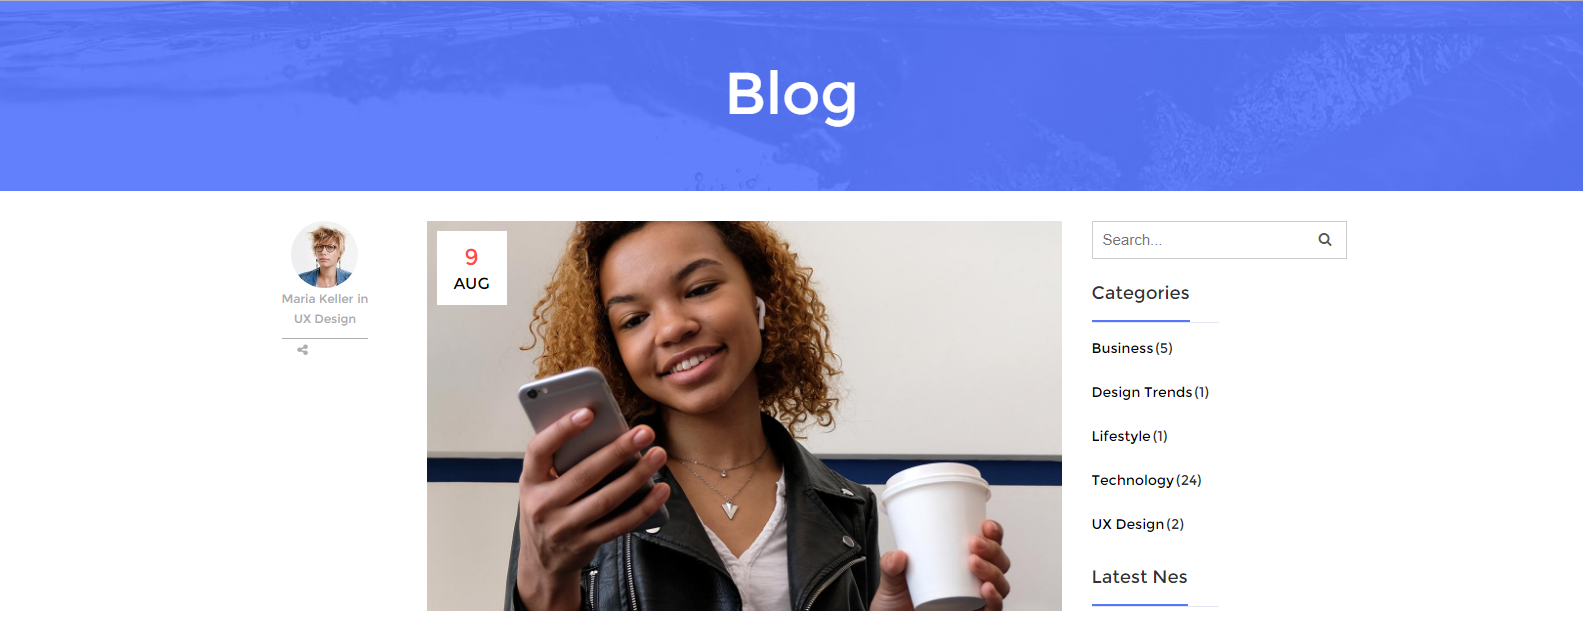 Blog
Maria Keller in
UX Design
9
AUG
Search...
Categories
Business (5)
Design Trends (1)
Lifestyle (1)
Technology (24)
UX Design (2)
Latest Nes